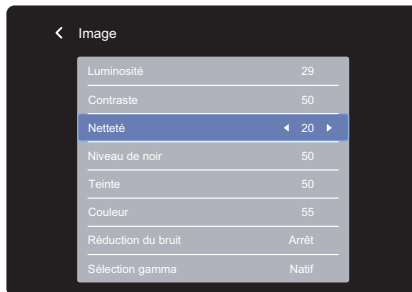 Image
Luminosité 29
Contraste 50
Netteté 20
Niveau de noir 50
Teinte 50
Couleur 55
Réduction du bruit Arrêt
Sélection gamma Natif